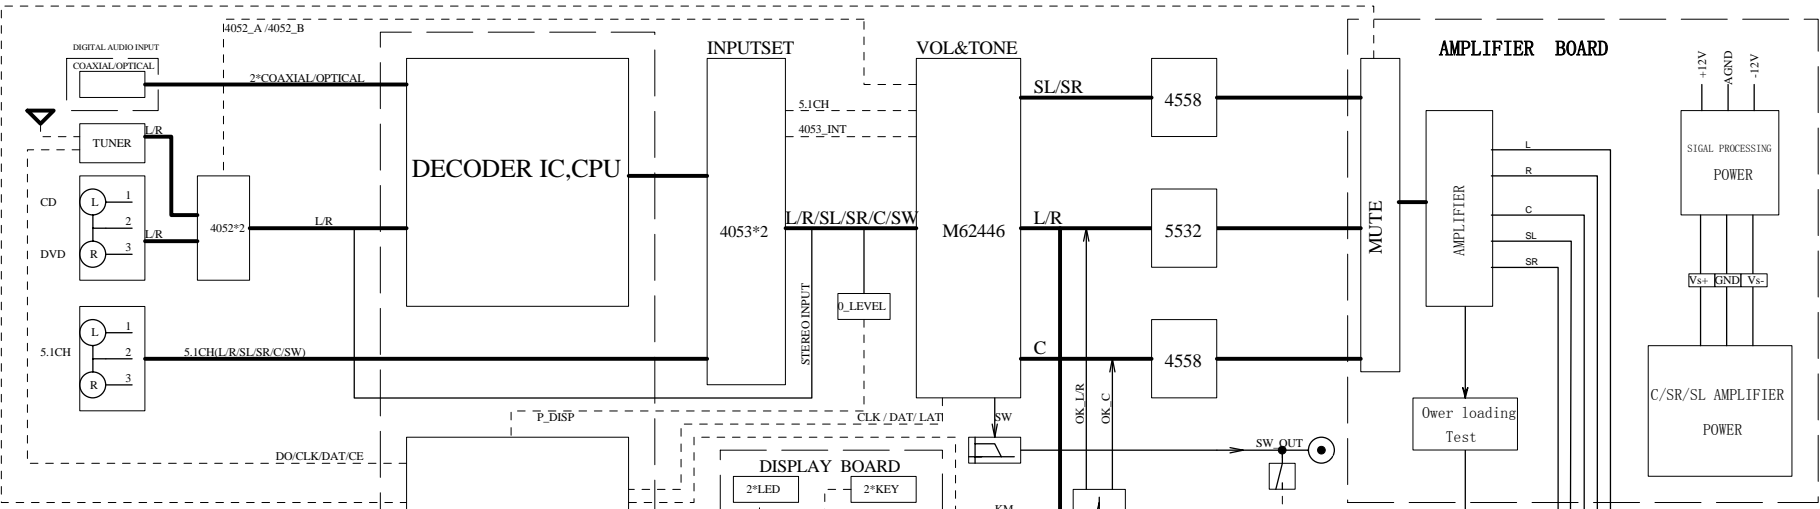 4052_A /4052_B
DIGITAL AUDIO INPUT
COAXIAL/OPTICAL
2*COAXIAL/OPTICAL
INPUTSET
VOL&TONE
AMPLIFIER BOARD
+12V
AGND
-12V
SL/SR
4558
5.1CH
4053_INT
L/R
TUNER
DECODER IC,CPU
SIGAL PROCESSING
POWER
L
R
C
SL
SR
CD
L
1
2
L/R
R
3
DVD
4052*2
L/R
4053*2
L/R/SL/SR/C/SW
M62446
L/R
5532
MUTE
AMPLIFIER
Vs+
GND
Vs-
0_LEVEL
STEREO INPUT
5.1CH
L
1
2
R
3
5.1CH(L/R/SL/SR/C/SW)
C
4558
C/SR/SL AMPLIFIER
POWER
OK_L/R
OK_C
Ower loading
Test
P_DISP
CLK / DAT/ LAT
SW
SW_OUT
DO/CLK/DAT/CE
DISPLAY BOARD
2*LED
2*KEY